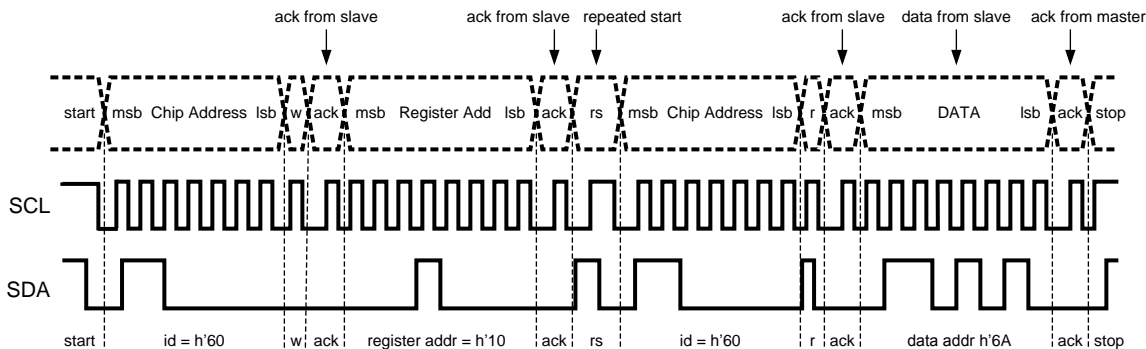 ack from slave ack from slave repeated start ack from slave data from slave ack from master
start msb Chip Address lsb w ack msb Register Add lsb ack rs msb Chip Address lsb r ack msb DATA lsb ack stop
SCL
SDA
start id = h'60 w ack register addr = h'10 ack rs id = h'60 r ack data addr h'6A ack stop